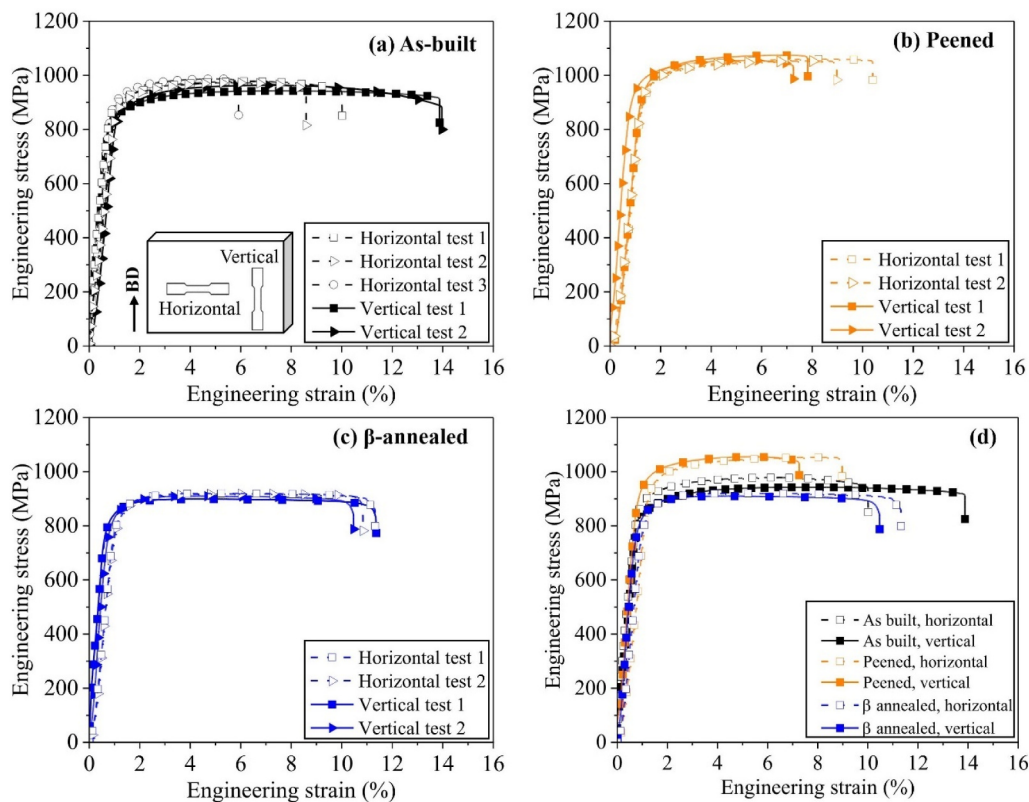 1200
1000
800
600
400
200
0
Engineering stress (MPa)
(a) As-built
BD
Horizontal
Vertical
Horizontal test 1
Horizontal test 2
Horizontal test 3
Vertical test 1
Vertical test 2
0 2 4 6 8 10 12 14 16
Engineering strain (%)
1200
1000
800
600
400
200
0
Engineering stress (MPa)
(b) Peened
Horizontal test 1
Horizontal test 2
Vertical test 1
Vertical test 2
0 2 4 6 8 10 12 14 16
Engineering strain (%)
1200
1000
800
600
400
200
0
Engineering stress (MPa)
(c) β-annealed
Horizontal test 1
Horizontal test 2
Vertical test 1
Vertical test 2
0 2 4 6 8 10 12 14 16
Engineering strain (%)
1200
1000
800
600
400
200
0
Engineering stress (MPa)
(d)
As built, horizontal
As built, vertical
Peened, horizontal
Peened, vertical
β annealed, horizontal
β annealed, vertical
0 2 4 6 8 10 12 14 16
Engineering strain (%)